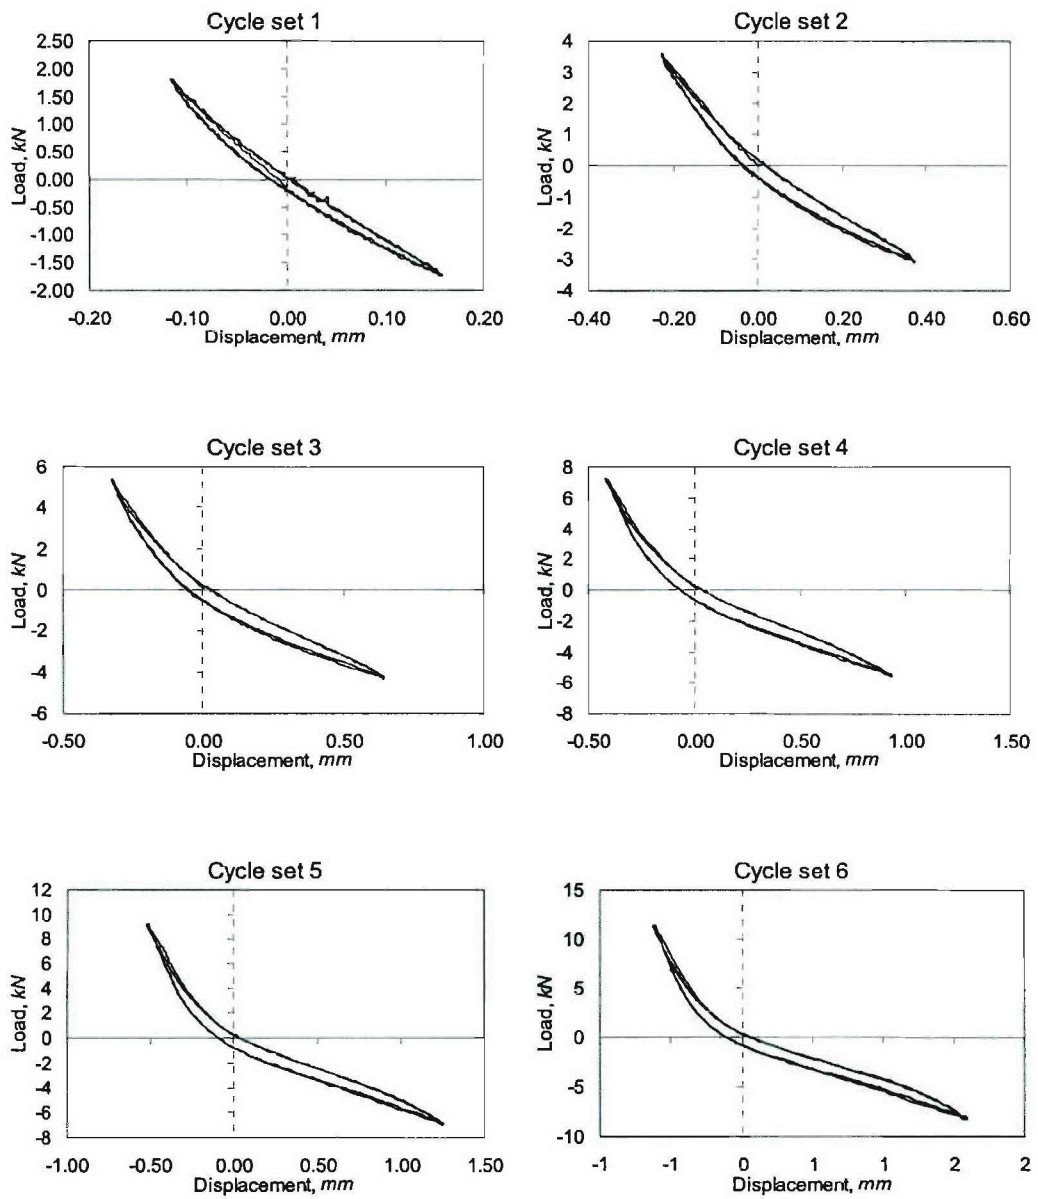 Cycle set 1
2.50
2.00
1.50
1.00
0.50
0.00
-0.50
-1.00
-1.50
-2.00
Load, kN
-0.20 -0.10 0.00 0.10 0.20
Displacement, mm
Cycle set 2
4
3
2
1
0
-1
-2
-3
-4
Load, kN
-0.40 -0.20 0.00 0.20 0.40 0.60
Displacement, mm
Cycle set 3
6
4
2
0
-2
-4
-6
Load, kN
-0.50 0.00 0.50 1.00
Displacement, mm
Cycle set 4
8
6
4
2
0
-2
-4
-6
-8
Load, kN
-0.50 0.00 0.50 1.00 1.50
Displacement, mm
Cycle set 5
12
10
8
6
4
2
0
-2
-4
-6
-8
Load, kN
-1.00 -0.50 0.00 0.50 1.00 1.50
Displacement, mm
Cycle set 6
15
10
5
0
-5
-10
Load, kN
-1 -1 0 1 1 2 2
Displacement, mm